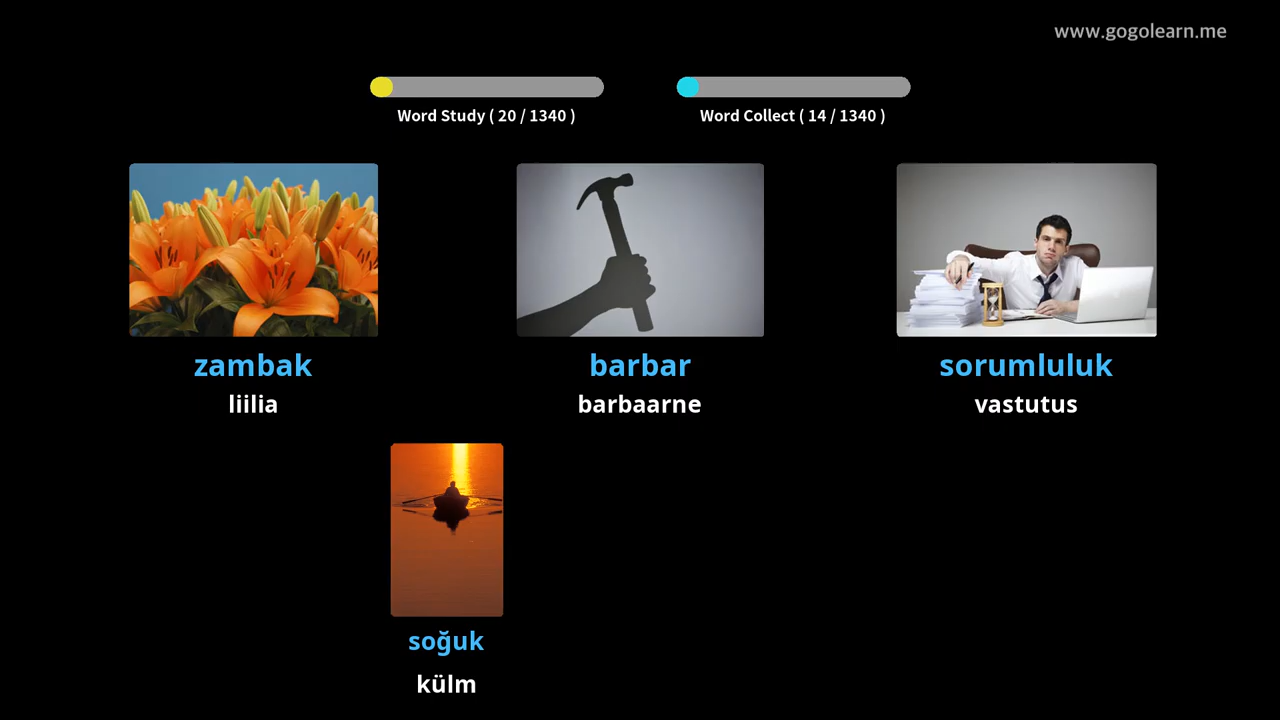 www.gogolearn.me
Word Study ( 20 / 1340 )
Word Collect ( 14 / 1340 )
zambak
barbar
sorumluluk
liilia
barbaarne
vastutus
soğuk
külm